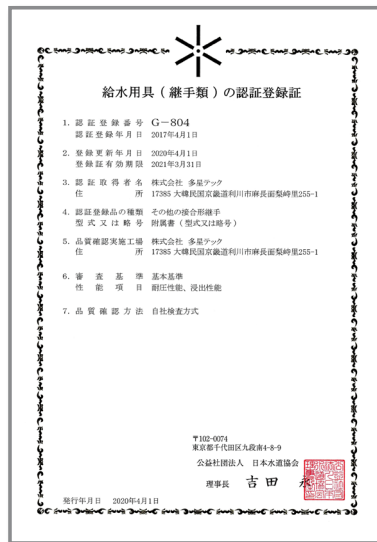 給水用具(継手類)の認証登録証
1. 認証登録番号 G-804
認証登録年月日 2017年4月1日
2. 登録更新年月日 2020年4月1日
登録証有効期限 2021年3月31日
3. 認証取得者名 株式会社 多星テック
住所 17385 大韓民国京畿道利川市麻長面梨峙里255-1
4. 認証登録品の種類 その他の接合形継手
型式又は略号 附属書(型式又は略号)
5. 品質確認実施工場 株式会社 多星テック
住所 17385 大韓民国京畿道利川市麻長面梨峙里255-1
6. 審査基準 基本基準
性能項目 耐圧性能、浸出性能
7. 品質確認方法 自社検査方式
〒102-0074
東京都千代田区九段南4-8-9
公益社団法人 日本水道協会
理事長 吉田 永
発行年月日 2020年4月1日